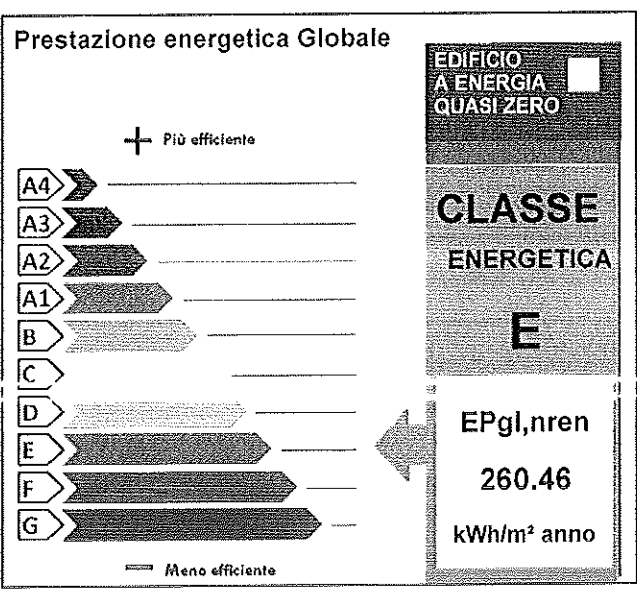 Prestazione energetica Globale
+ Più efficiente
A4
A3
A2
A1
B
C
D
E
F
G
Meno efficiente
EDIFICIO
A ENERGIA
QUASI ZERO
CLASSE
ENERGETICA
E
EPgl,nren
260.46
kWh/m² anno